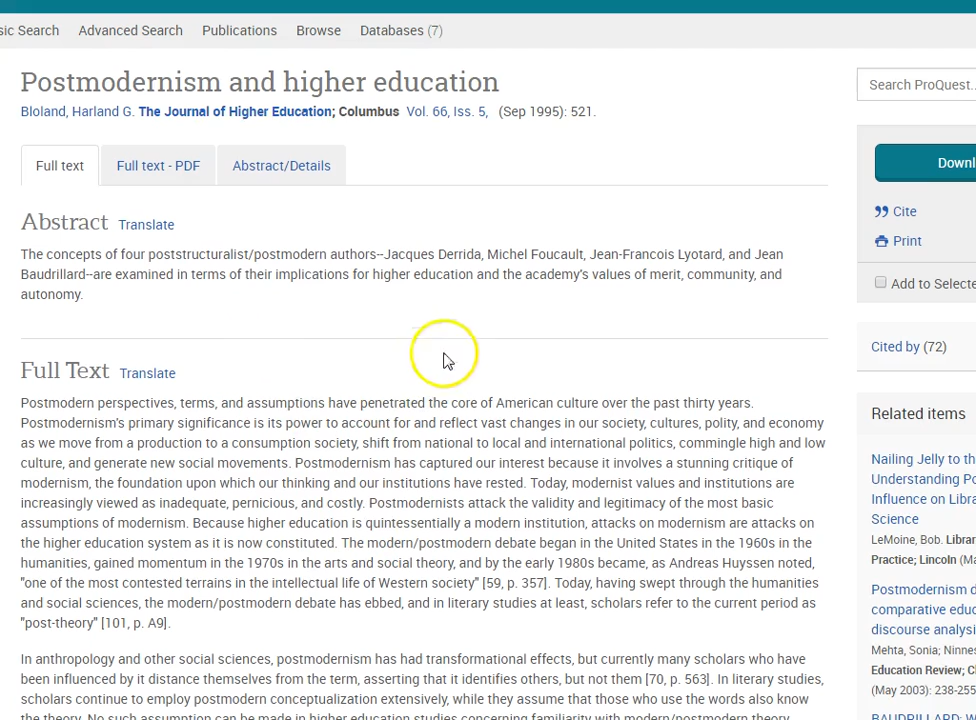 sic Search Advanced Search Publications Browse Databases (7)
Postmodernism and higher education
Bloland, Harland G. The Journal of Higher Education; Columbus Vol. 66, Iss. 5, (Sep 1995): 521.
Search ProQuest...
Full text Full text - PDF Abstract/Details
Downl
Cite
Print
Add to Selecte
Abstract Translate
The concepts of four poststructuralist/postmodern authors--Jacques Derrida, Michel Foucault, Jean-Francois Lyotard, and Jean
Baudrillard--are examined in terms of their implications for higher education and the academy's values of merit, community, and
autonomy.
Cited by (72)
Full Text Translate
Postmodern perspectives, terms, and assumptions have penetrated the core of American culture over the past thirty years.
Postmodernism's primary significance is its power to account for and reflect vast changes in our society, cultures, polity, and economy
as we move from a production to a consumption society, shift from national to local and international politics, commingle high and low
culture, and generate new social movements. Postmodernism has captured our interest because it involves a stunning critique of
modernism, the foundation upon which our thinking and our institutions have rested. Today, modernist values and institutions are
increasingly viewed as inadequate, pernicious, and costly. Postmodernists attack the validity and legitimacy of the most basic
assumptions of modernism. Because higher education is quintessentially a modern institution, attacks on modernism are attacks on
the higher education system as it is now constituted. The modern/postmodern debate began in the United States in the 1960s in the
humanities, gained momentum in the 1970s in the arts and social theory, and by the early 1980s became, as Andreas Huyssen noted,
"one of the most contested terrains in the intellectual life of Western society" [59, p. 357]. Today, having swept through the humanities
and social sciences, the modern/postmodern debate has ebbed, and in literary studies at least, scholars refer to the current period as
"post-theory" [101, p. A9].
In anthropology and other social sciences, postmodernism has had transformational effects, but currently many scholars who have
been influenced by it distance themselves from the term, asserting that it identifies others, but not them [70, p. 563]. In literary studies,
scholars continue to employ postmodern conceptualization extensively, while they assume that those who use the words also know
the theory. No such assumption can be made in higher education studies concerning familiarity with modern/postmodern theory
Related items
Nailing Jelly to th
Understanding Po
Influence on Libra
Science
LeMoine, Bob. Librar
Practice; Lincoln (Ma
Postmodernism d
comparative educ
discourse analysi
Mehta, Sonia; Ninnes
Education Review; Ch
(May 2003): 238-255
BAUDRILLARD: W